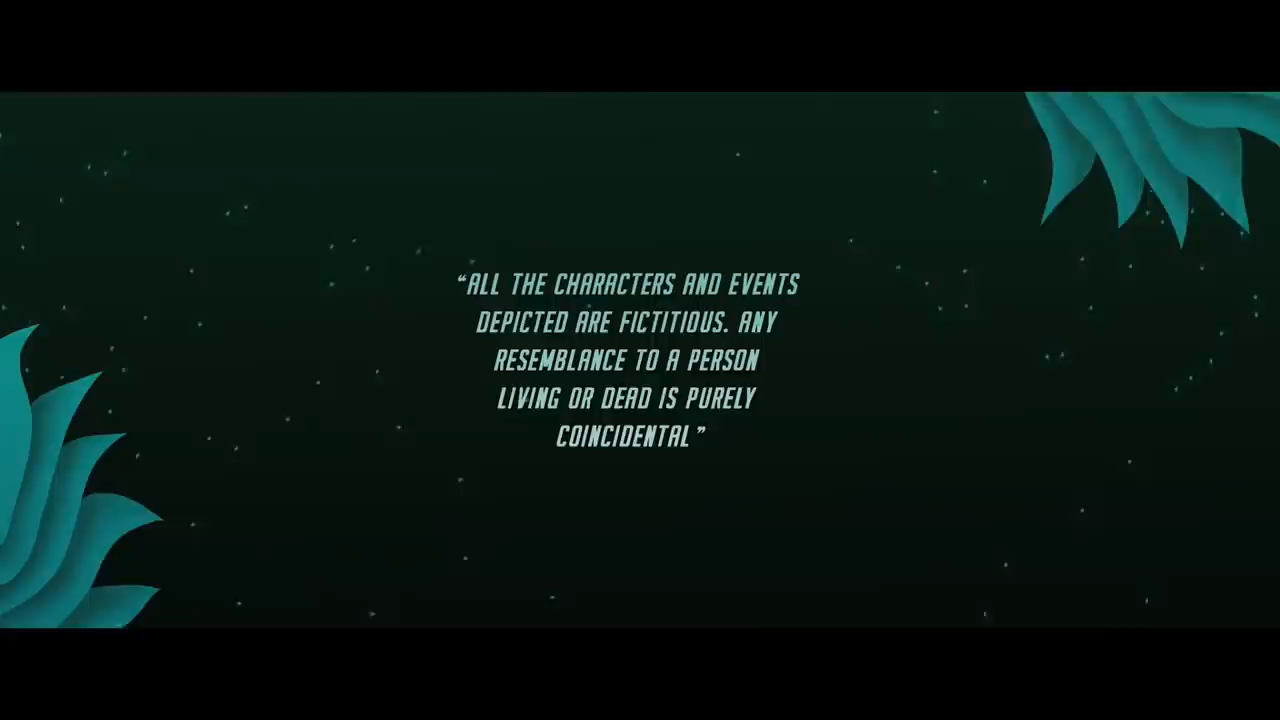 “ALL THE CHARACTERS AND EVENTS
DEPICTED ARE FICTITIOUS. ANY
RESEMBLANCE TO A PERSON
LIVING OR DEAD IS PURELY
COINCIDENTAL”